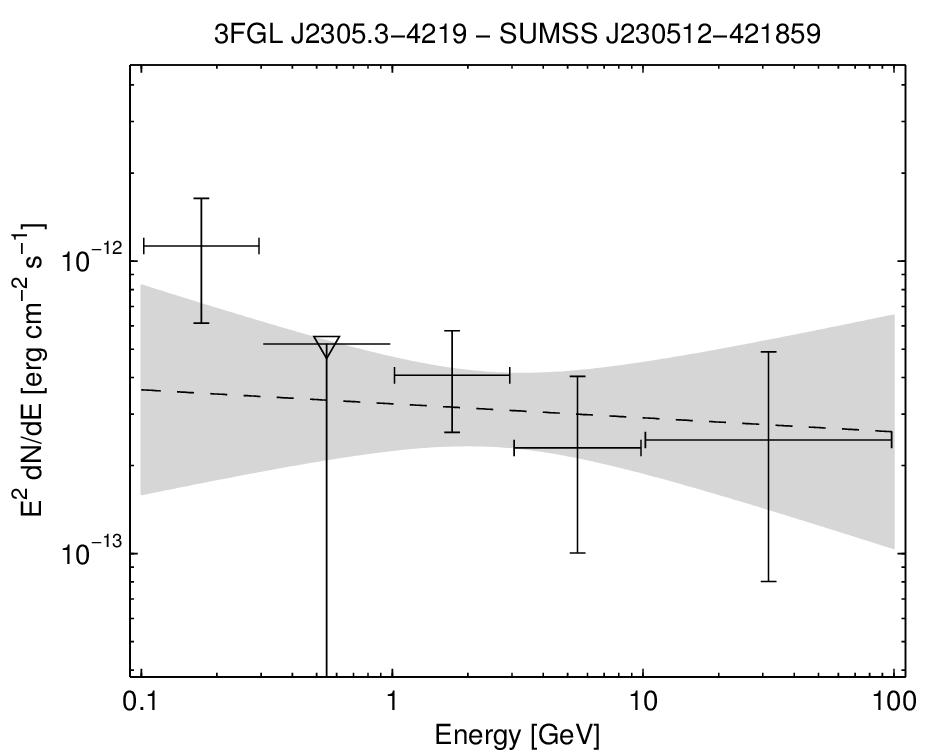 3FGL J2305.3−4219 − SUMSS J230512−421859
E² dN/dE [erg cm⁻² s⁻¹]
10⁻¹²
10⁻¹³
0.1 1 10 100
Energy [GeV]